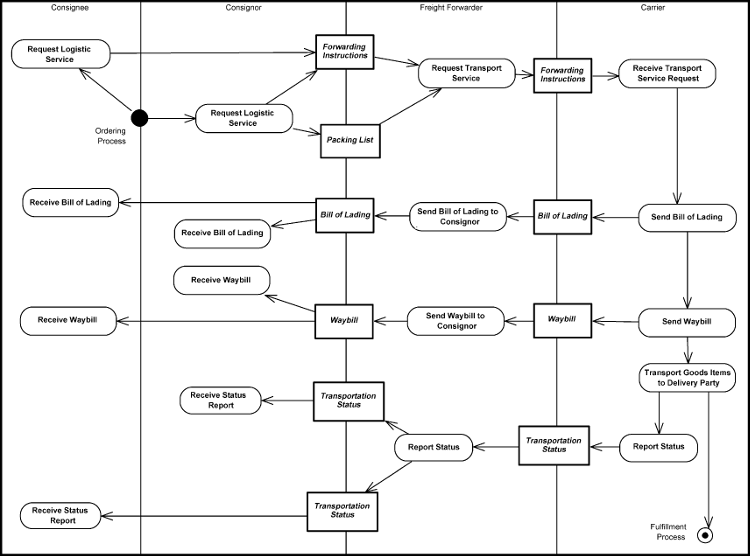 Consignee
Consignor
Freight Forwarder
Carrier
Request Logistic
Service
Forwarding
Instructions
Request Transport
Service
Forwarding
Instructions
Receive Transport
Service Request
Ordering
Process
Request Logistic
Service
Packing List
Receive Bill of Lading
Receive Bill of Lading
Bill of Lading
Send Bill of Lading to
Consignor
Bill of Lading
Send Bill of Lading
Receive Waybill
Receive Waybill
Waybill
Send Waybill to
Consignor
Waybill
Send Waybill
Transport Goods Items
to Delivery Party
Receive Status
Report
Transportation
Status
Report Status
Transportation
Status
Report Status
Receive Status
Report
Transportation
Status
Fulfillment
Process